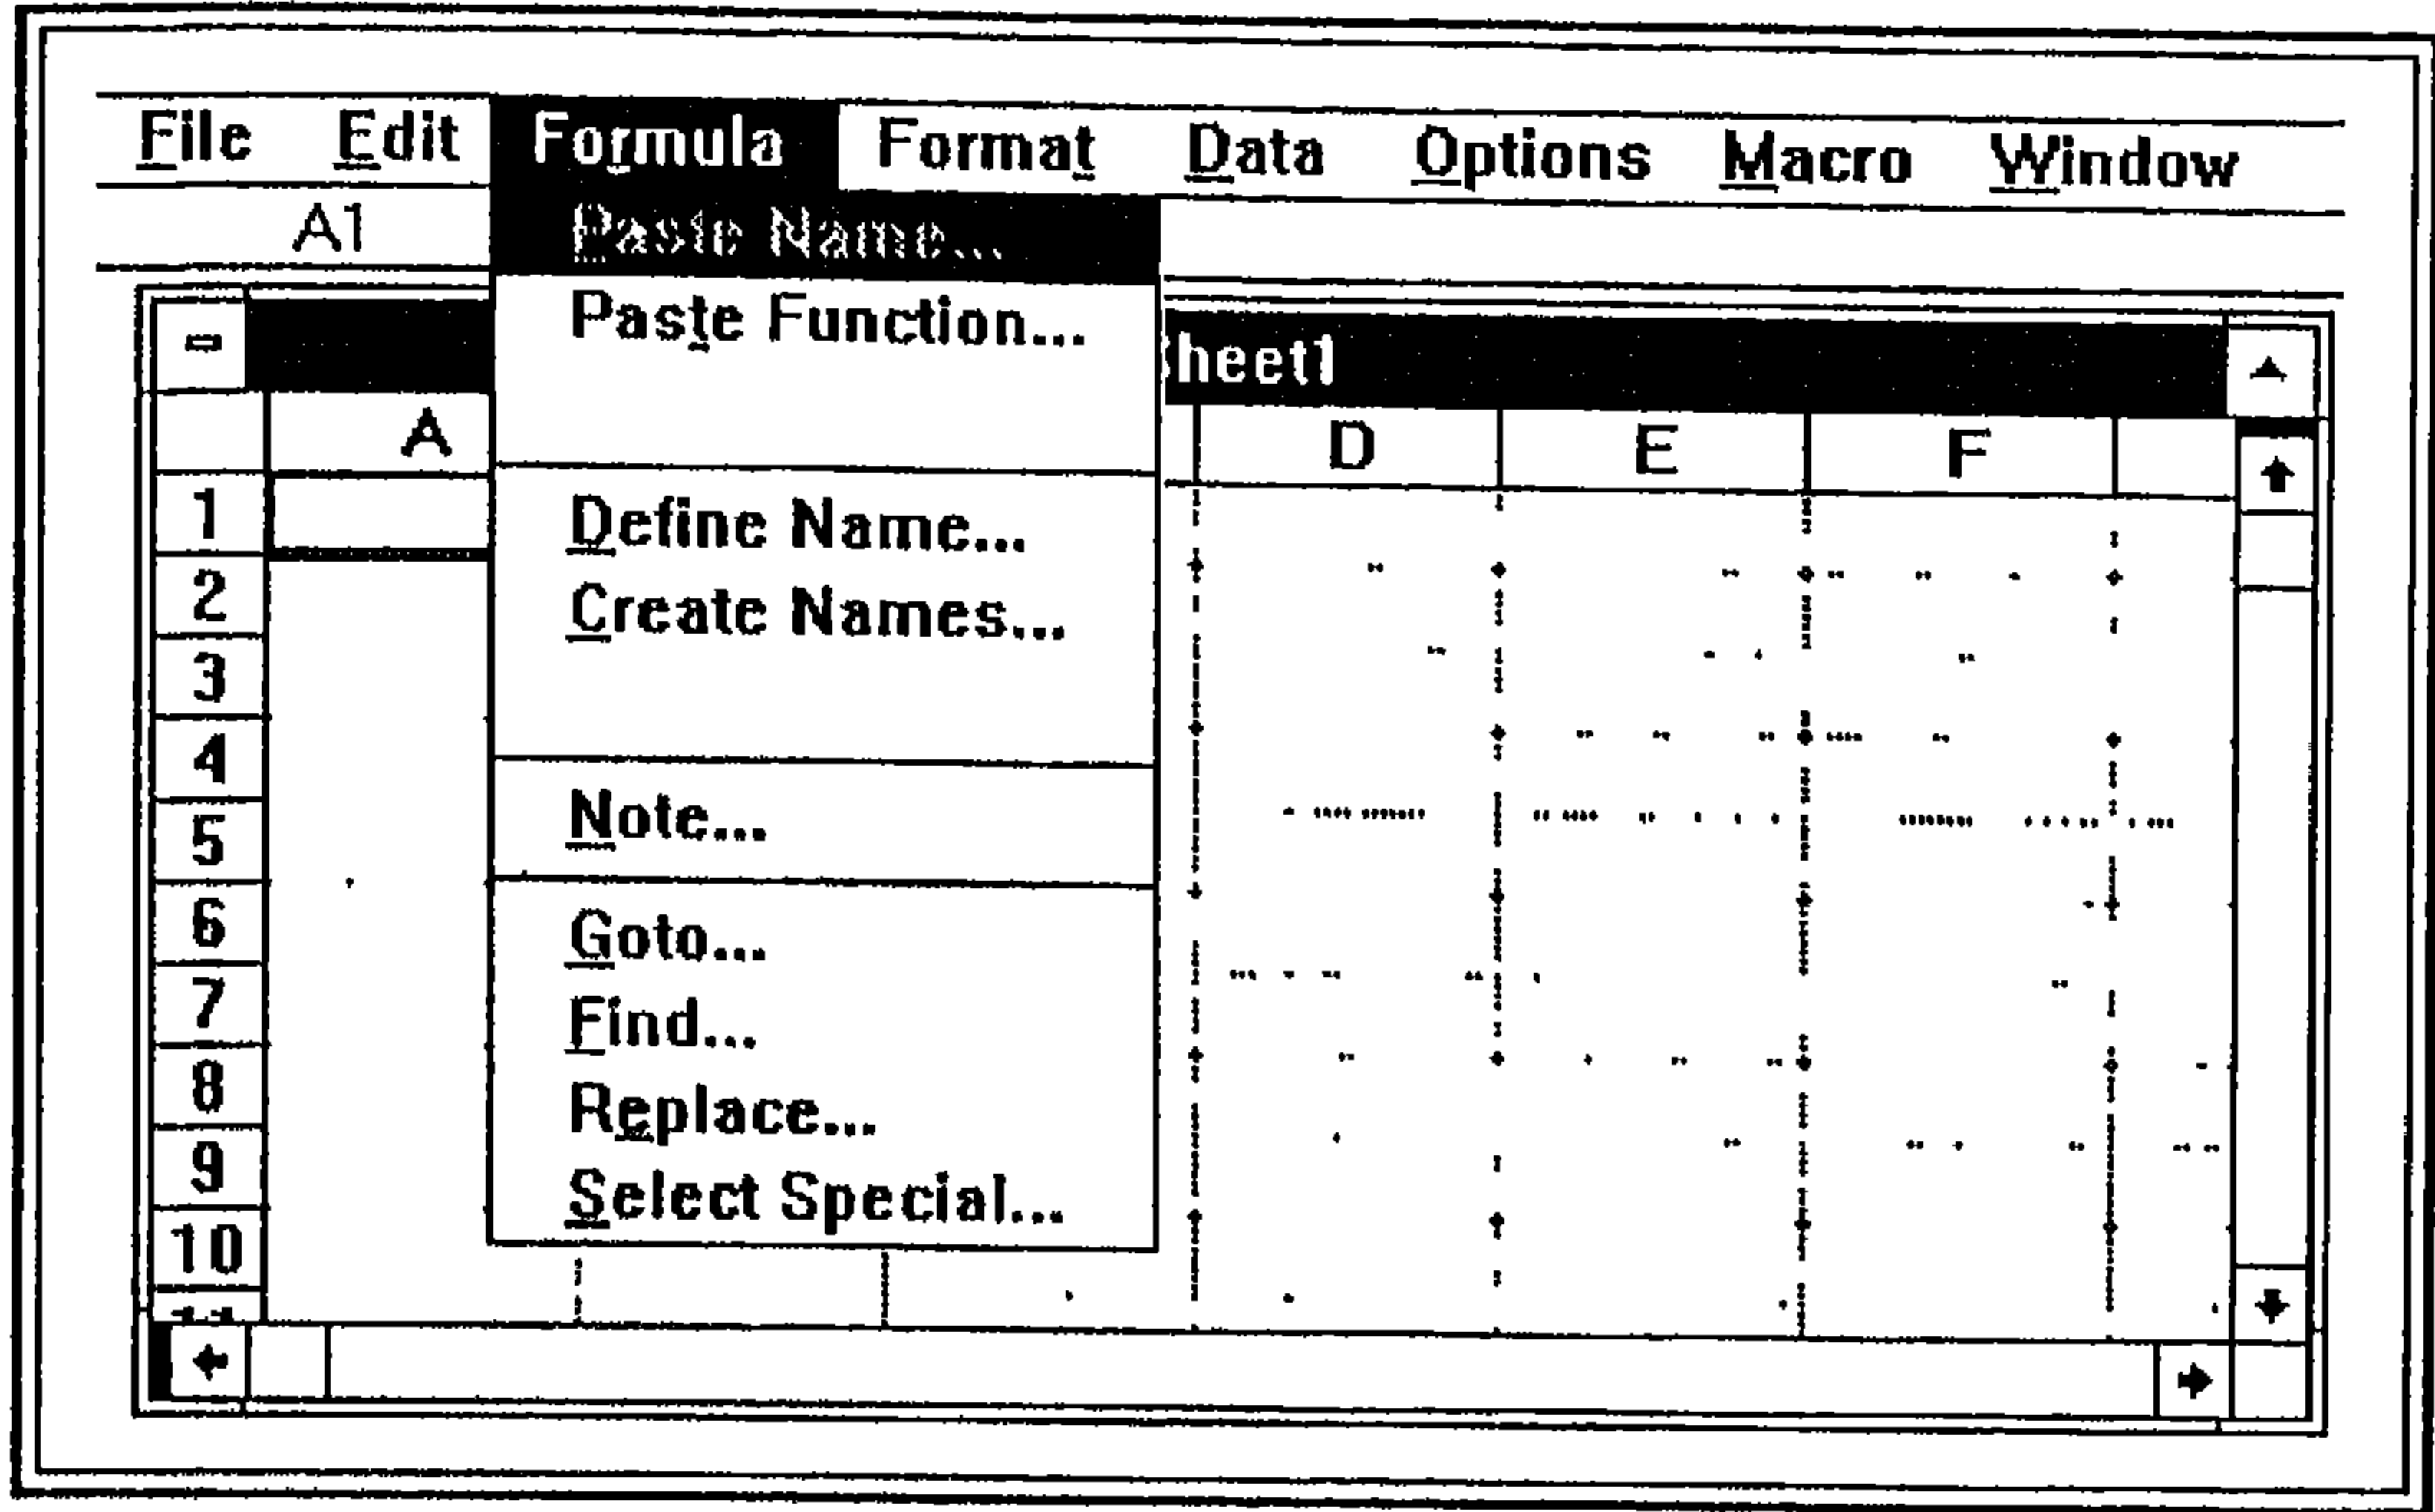 File Edit Formula Format Data Options Macro Window
A1 Paste Name...
Paste Function...
heet1
A D E F
1 Define Name...
2 Create Names...
3
4
5 Note...
6 Goto...
7 Find...
8 Replace...
9 Select Special...
10